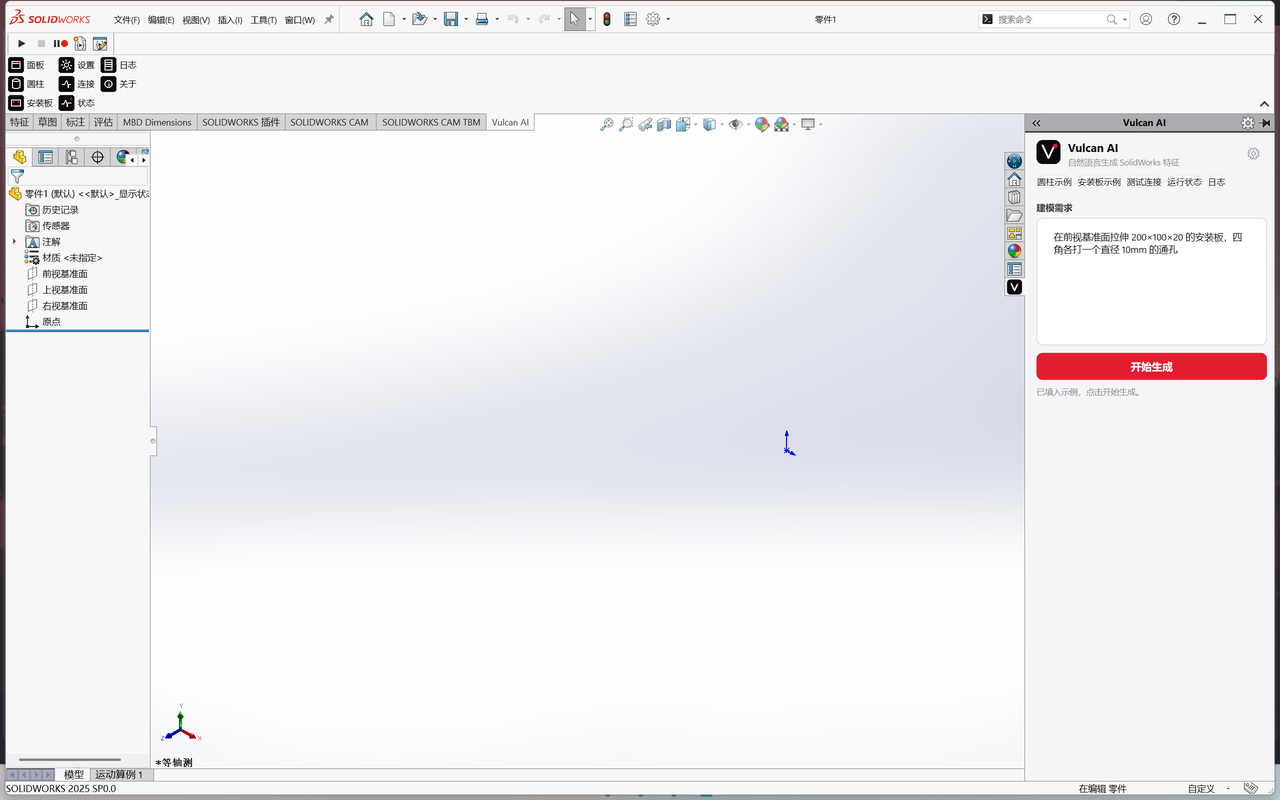 SOLIDWORKS 文件(F) 编辑(E) 视图(V) 插入(I) 工具(T) 窗口(W) 零件1 搜索命令
面板 设置 日志
圆柱 连接 关于
安装板 状态
特征 草图 标注 评估 MBD Dimensions SOLIDWORKS 插件 SOLIDWORKS CAM SOLIDWORKS CAM TBM Vulcan AI
零件1 (默认) <<默认>_显示状态
历史记录
传感器
注解
材质 <未指定>
前视基准面
上视基准面
右视基准面
原点
Y
Z X
*等轴测
Vulcan AI
Vulcan AI
自然语言生成 SolidWorks 特征
圆柱示例 安装板示例 测试连接 运行状态 日志
建模需求
在前视基准面拉伸 200×100×20 的安装板，四
角各打一个直径 10mm 的通孔
开始生成
已填入示例，点击开始生成。
模型 运动算例 1
SOLIDWORKS 2025 SP0.0 在编辑 零件 自定义